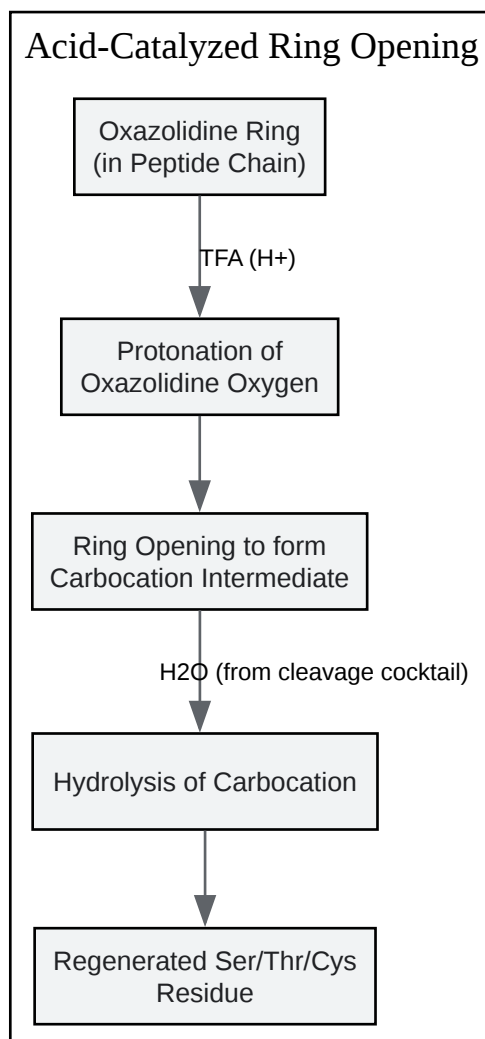 Acid-Catalyzed Ring Opening
Oxazolidine Ring
(in Peptide Chain)
TFA (H+)
Protonation of
Oxazolidine Oxygen
Ring Opening to form
Carbocation Intermediate
H2O (from cleavage cocktail)
Hydrolysis of Carbocation
Regenerated Ser/Thr/Cys
Residue